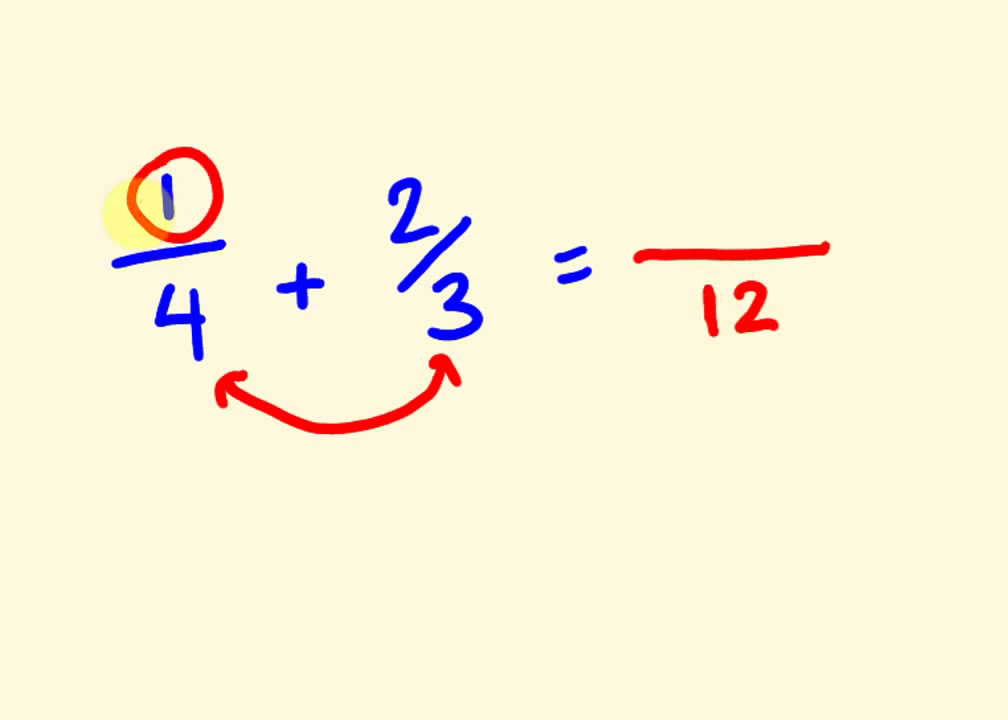 1/4 + 2/3 = /12